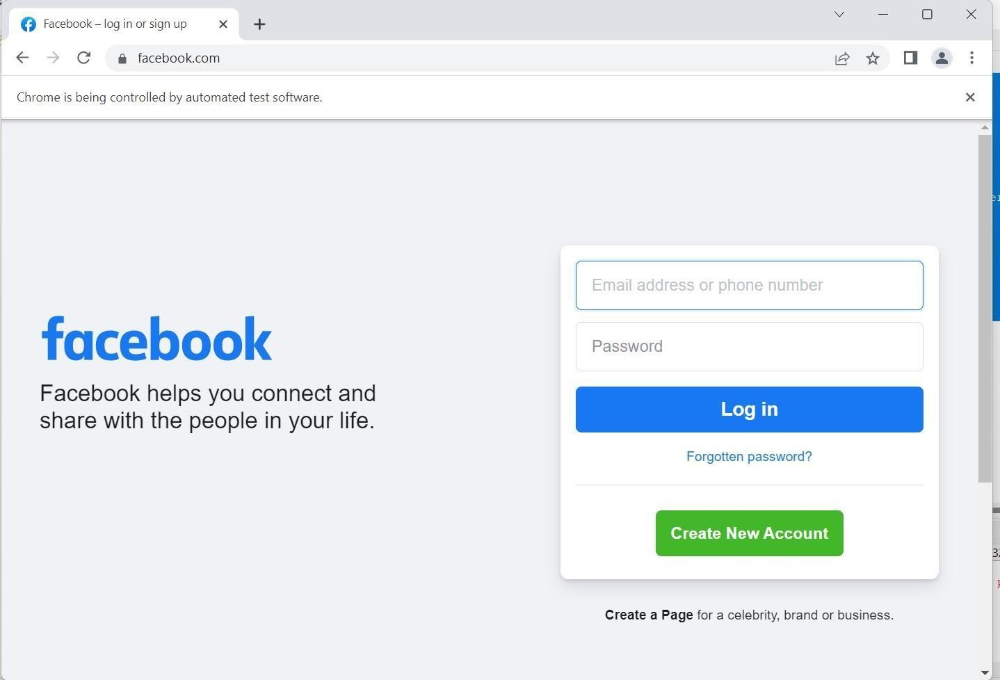 Facebook – log in or sign up
facebook.com
Chrome is being controlled by automated test software.
facebook
Facebook helps you connect and
share with the people in your life.
Email address or phone number
Password
Log in
Forgotten password?
Create New Account
Create a Page for a celebrity, brand or business.